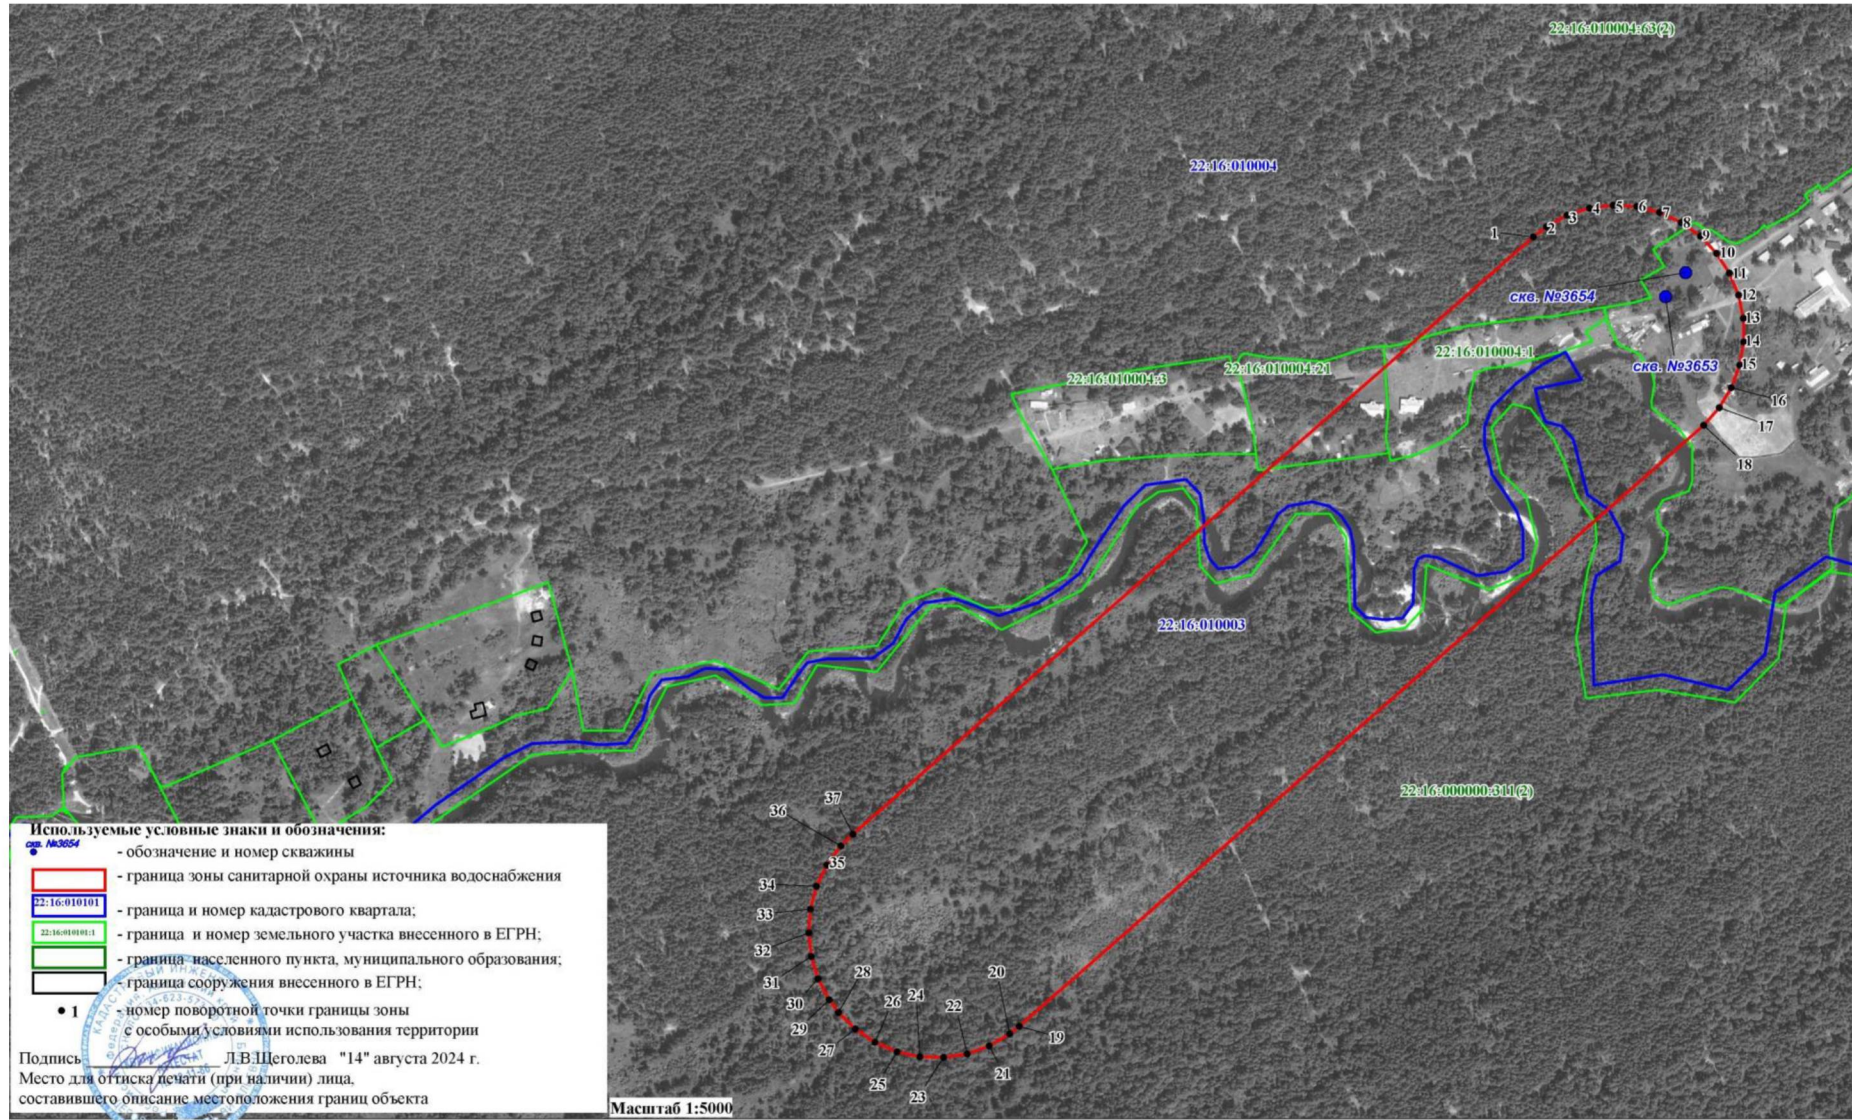 22:16:010004:63(2)
22:16:010004
1
2
3
4
5
6
7
8
9
10
11
12
13
14
15
16
17
18
скв. №3654
скв. №3653
22:16:010004:3
22:16:010004:21
22:16:010004:1
22:16:010003
22:16:000000:311(2)
37
36
35
34
33
32
31
30
29
28
27
26
25
24
23
22
21
20
19
Используемые условные знаки и обозначения:
скв. №3654
- обозначение и номер скважины
- граница зоны санитарной охраны источника водоснабжения
22:16:010101
- граница и номер кадастрового квартала;
22:16:010101:1
- граница и номер земельного участка внесенного в ЕГРН;
- граница населенного пункта, муниципального образования;
- граница сооружения внесенного в ЕГРН;
• 1 - номер поворотной точки границы зоны
с особыми условиями использования территории
Подпись Л.В.Щеголева "14" августа 2024 г.
Место для оттиска печати (при наличии) лица,
составившего описание местоположения границ объекта
Масштаб 1:5000